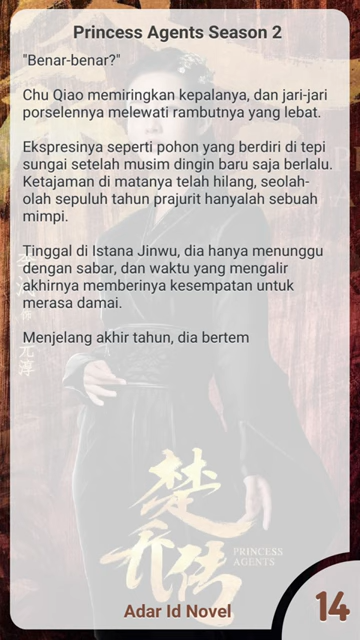 Princess Agents Season 2
"Benar-benar?"
Chu Qiao memiringkan kepalanya, dan jari-jari
porselennya melewati rambutnya yang lebat.
Ekspresinya seperti pohon yang berdiri di tepi
sungai setelah musim dingin baru saja berlalu.
Ketajaman di matanya telah hilang, seolah-
olah sepuluh tahun prajurit hanyalah sebuah
mimpi.
Tinggal di Istana Jinwu, dia hanya menunggu
dengan sabar, dan waktu yang mengalir
akhirnya memberinya kesempatan untuk
merasa damai.
Menjelang akhir tahun, dia bertem
楚
乔传
PRINCESS
AGENTS
Adar Id Novel
14